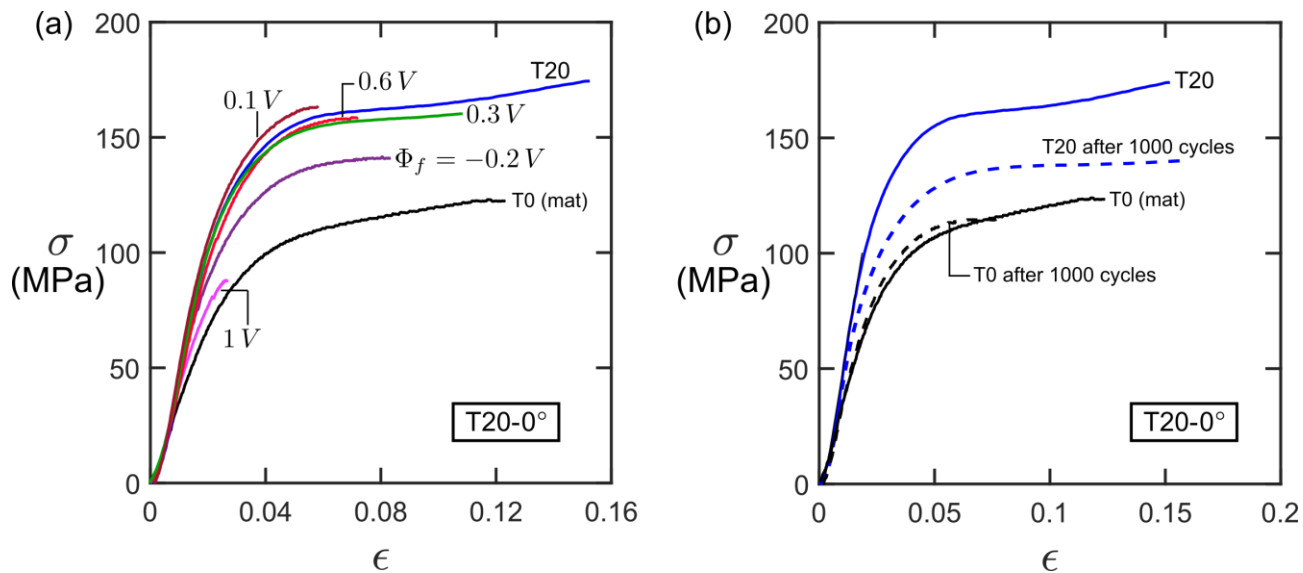 (a)
200
150
100
50
0
σ
(MPa)
0.1 V
0.6 V
T20
0.3 V
Φf = −0.2 V
T0 (mat)
1 V
T20-0°
0 0.04 0.08 0.12 0.16
ϵ
(b)
200
150
100
50
0
σ
(MPa)
T20
T20 after 1000 cycles
T0 (mat)
T0 after 1000 cycles
T20-0°
0 0.05 0.1 0.15 0.2
ϵ